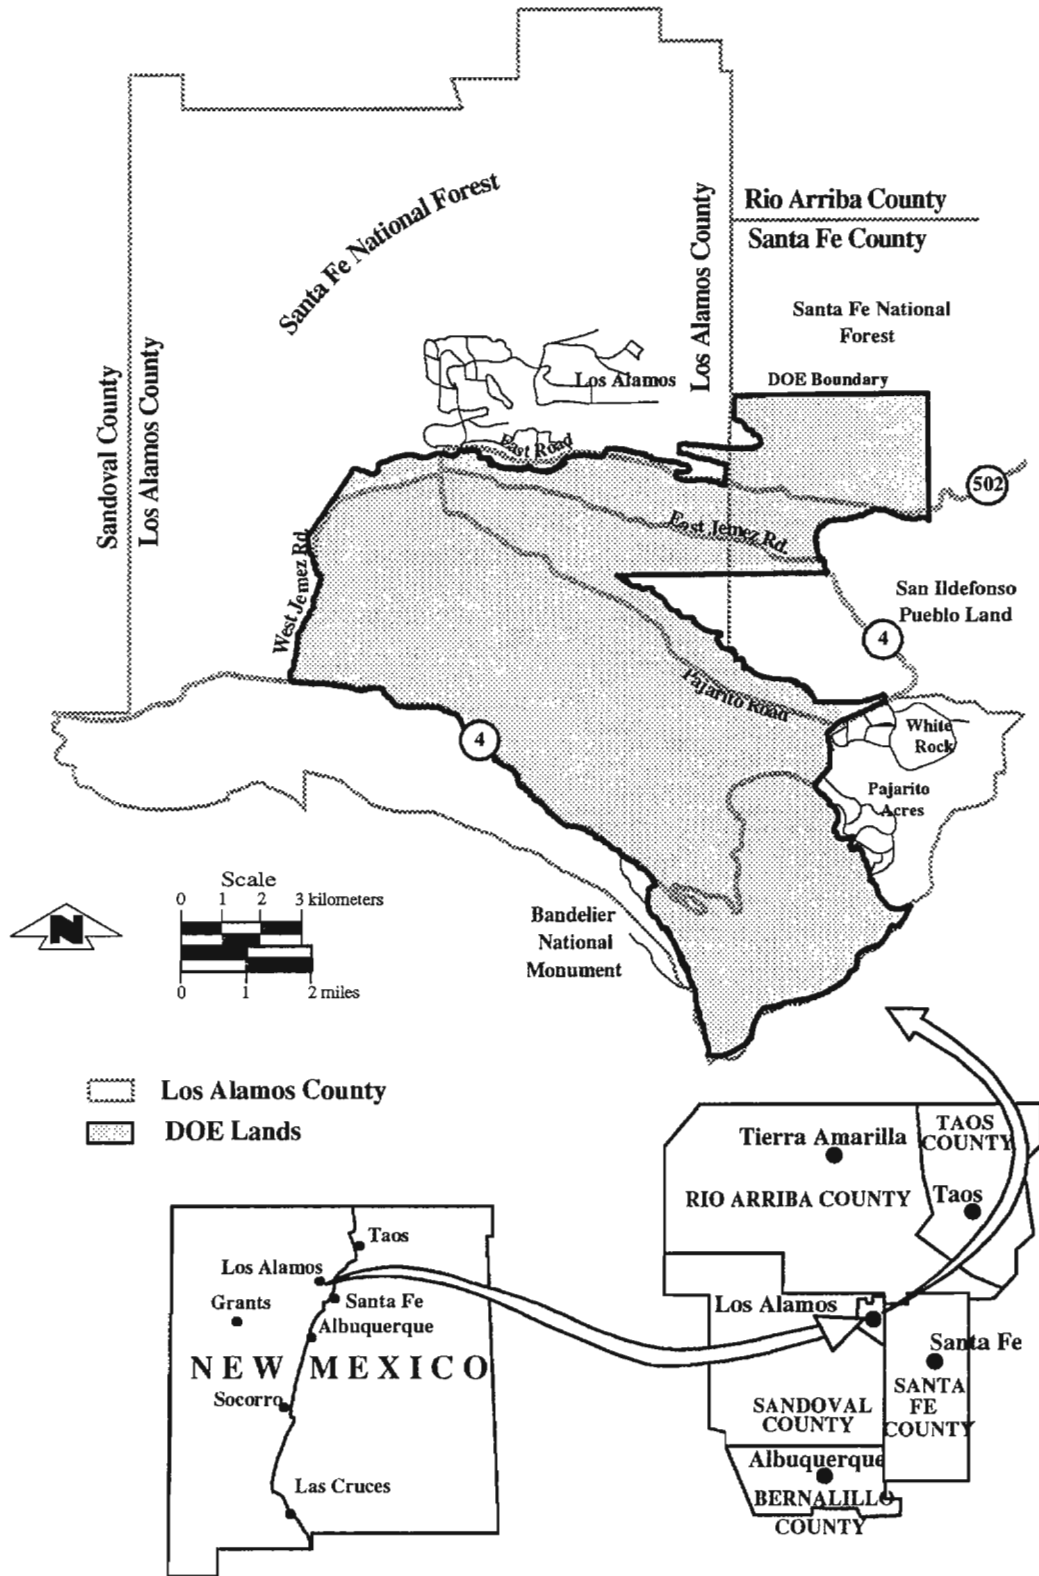 Santa Fe National Forest
Rio Arriba County
Santa Fe County
Los Alamos County
Santa Fe National
Forest
Sandoval County
Los Alamos County
Los Alamos
DOE Boundary
East Road
502
East Jemez Rd.
West Jemez Rd.
San Ildefonso
Pueblo Land
4
Pajarito Road
White
Rock
4
Pajarito
Acres
Scale
0 1 2 3 kilometers
0 1 2 miles
N
Bandelier
National
Monument
Los Alamos County
DOE Lands
Taos
Los Alamos
Grants
Santa Fe
Albuquerque
NEW MEXICO
Socorro
Las Cruces
Tierra Amarilla
TAOS
COUNTY
RIO ARRIBA COUNTY
Taos
Los Alamos
Santa Fe
SANDOVAL
COUNTY
SANTA
FE
COUNTY
Albuquerque
BERNALILLO
COUNTY